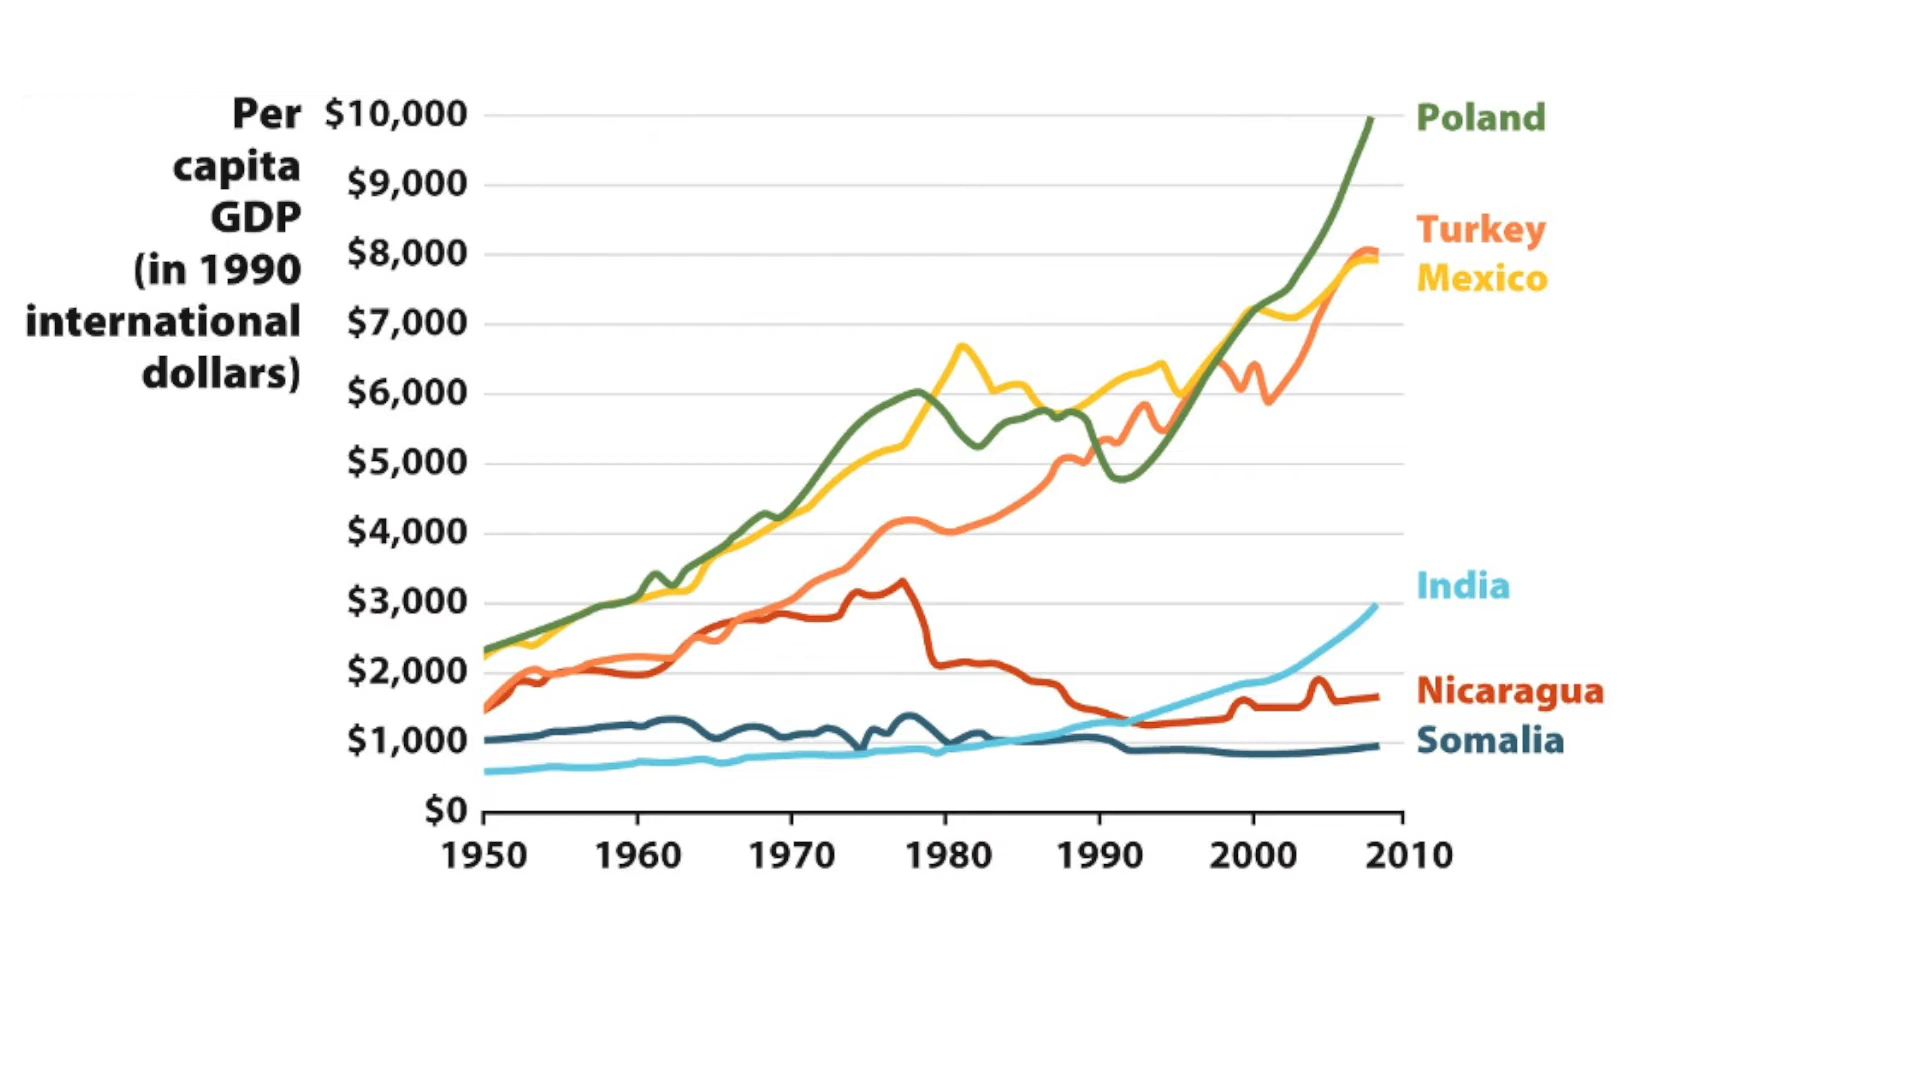 Per
capita
GDP
(in 1990
international
dollars)
$10,000
$9,000
$8,000
$7,000
$6,000
$5,000
$4,000
$3,000
$2,000
$1,000
$0
1950 1960 1970 1980 1990 2000 2010
Poland
Turkey
Mexico
India
Nicaragua
Somalia